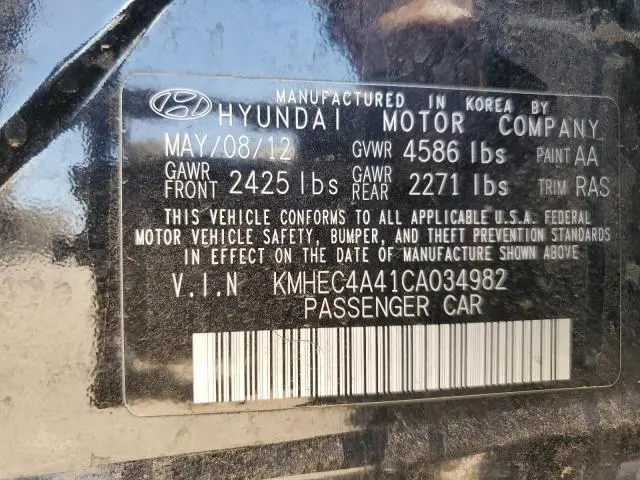 MANUFACTURED IN KOREA BY
HYUNDAI MOTOR COMPANY
MAY/08/12 GVWR 4586 lbs PAINT AA
GAWR FRONT 2425 lbs GAWR REAR 2271 lbs TRIM RAS
THIS VEHICLE CONFORMS TO ALL APPLICABLE U.S.A. FEDERAL
MOTOR VEHICLE SAFETY, BUMPER, AND THEFT PREVENTION STANDARDS
IN EFFECT ON THE DATE OF MANUFACTURE SHOWN ABOVE
V.I.N KMHEC4A41CA034982
PASSENGER CAR